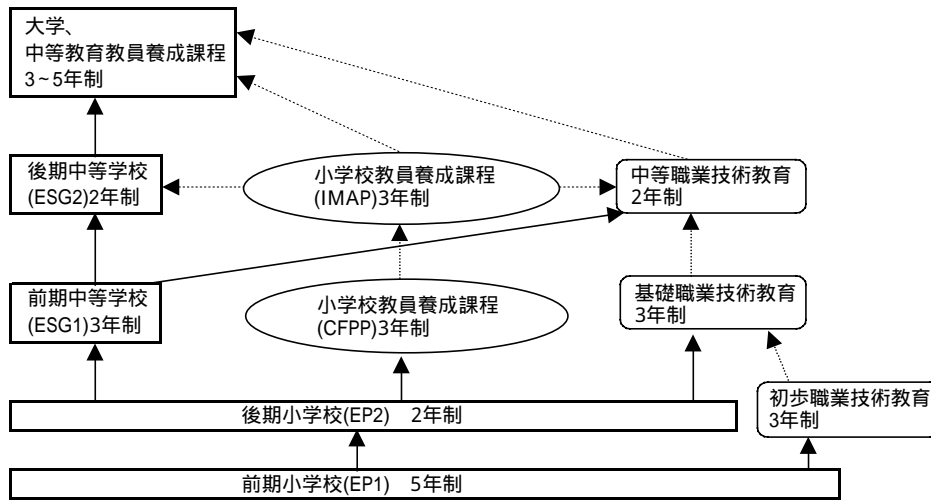 大学、
中等教育教員養成課程
3~5年制
後期中等学校
(ESG2)2年制
小学校教員養成課程
(IMAP)3年制
中等職業技術教育
2年制
前期中等学校
(ESG1)3年制
小学校教員養成課程
(CFPP)3年制
基礎職業技術教育
3年制
後期小学校(EP2) 2年制
初歩職業技術教育
3年制
前期小学校(EP1) 5年制